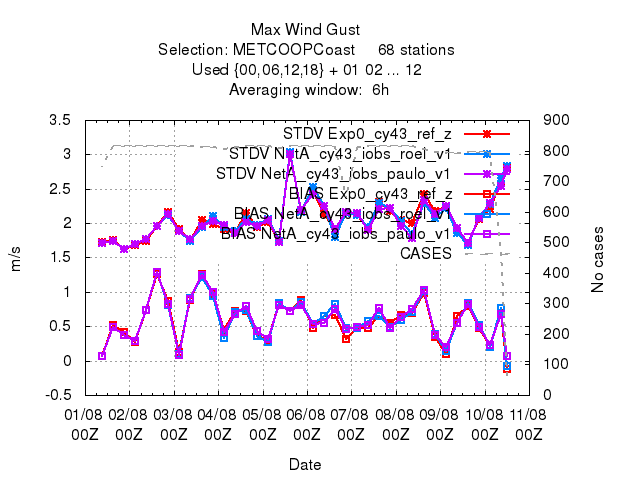 Max Wind Gust
Selection: METCOOPCoast 68 stations
Used {00,06,12,18} + 01 02 ... 12
Averaging window: 6h
STDV Exp0_cy43_ref_z
STDV NetA_cy43_iobs_roel_v1
STDV NetA_cy43_iobs_paulo_v1
BIAS Exp0_cy43_ref_z
BIAS NetA_cy43_iobs_roel_v1
BIAS NetA_cy43_iobs_paulo_v1
CASES
3.5
3
2.5
2
1.5
1
0.5
0
-0.5
m/s
900
800
700
600
500
400
300
200
100
0
No cases
01/08 02/08 03/08 04/08 05/08 06/08 07/08 08/08 09/08 10/08 11/08
00Z 00Z 00Z 00Z 00Z 00Z 00Z 00Z 00Z 00Z 00Z
Date